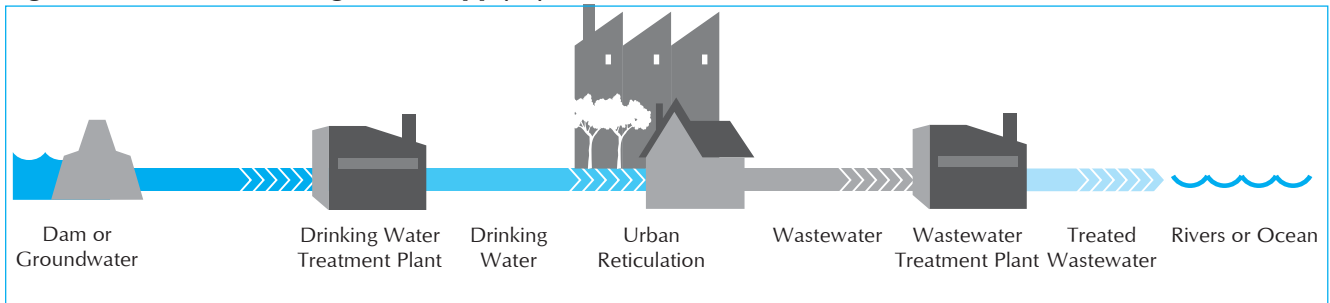 Dam or
Groundwater
Drinking Water
Treatment Plant
Drinking
Water
Urban
Reticulation
Wastewater
Wastewater
Treatment Plant
Treated
Wastewater
Rivers or Ocean